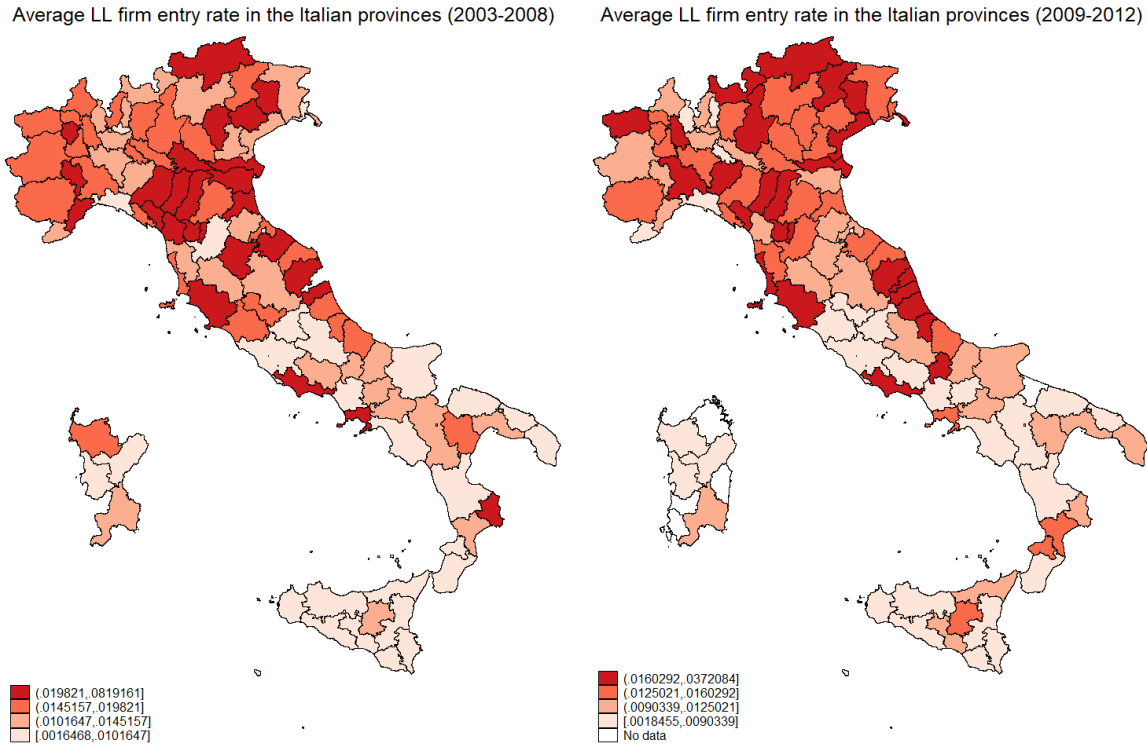 Average LL firm entry rate in the Italian provinces (2003-2008)
Average LL firm entry rate in the Italian provinces (2009-2012)
(.019821,.0819161]
(.0145157,.019821]
(.0101647,.0145157]
[.0016468,.0101647]
(.0160292,.0372084]
(.0125021,.0160292]
(.0090339,.0125021]
[.0018455,.0090339]
No data